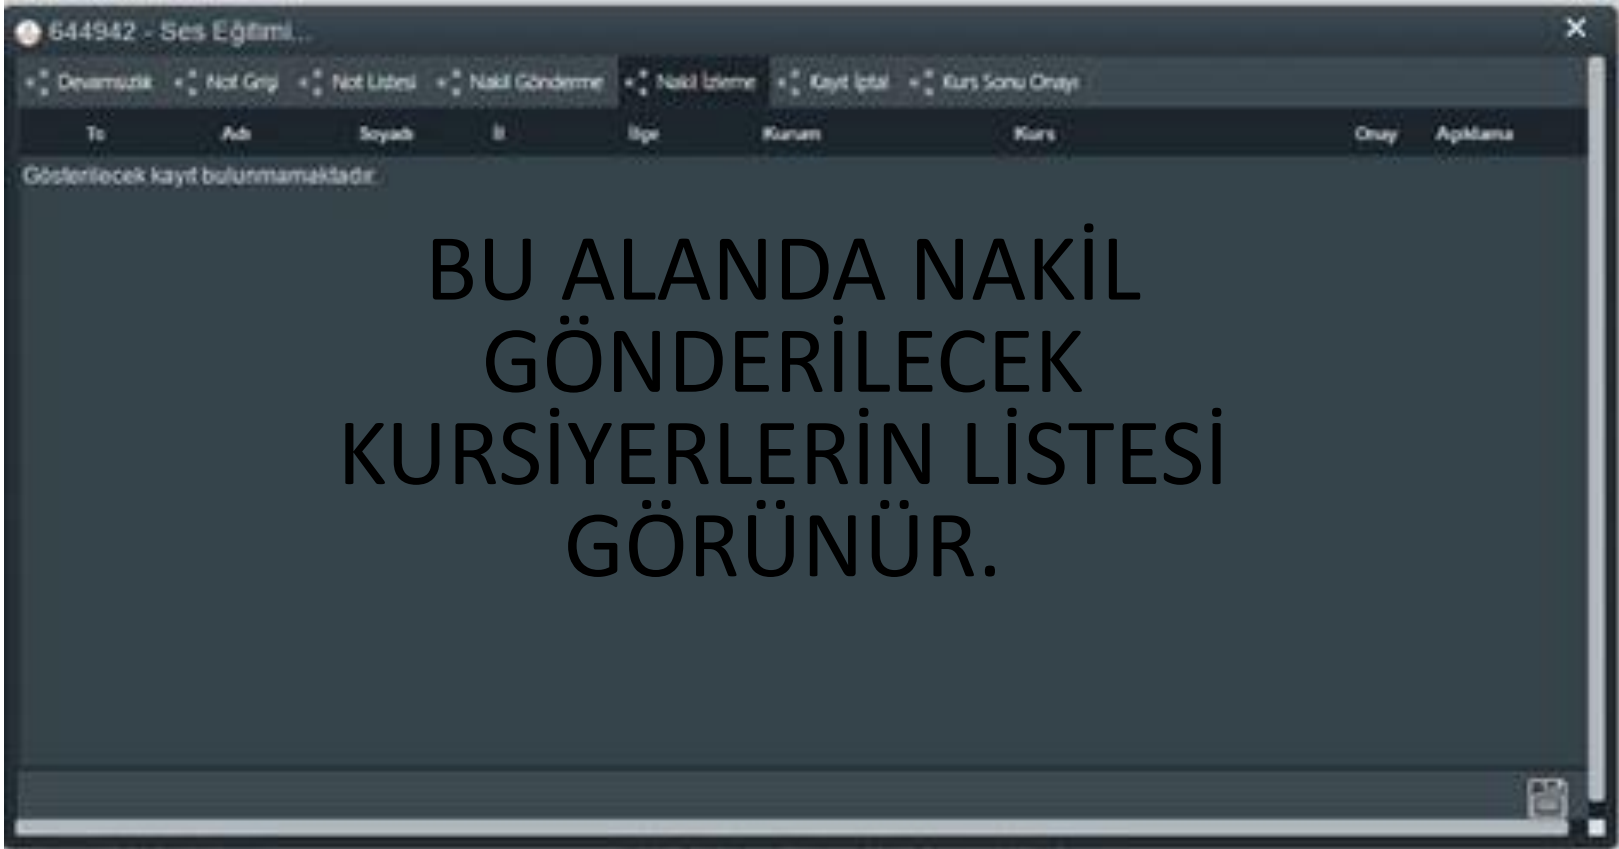 644942 - Ses Eğitimi...
Devamsızlık Not Girişi Not Listesi Nakil Gönderme Nakil İzleme Kayıt İptal Kurs Sonu Onayı
Tc Adı Soyadı İl İlçe Kurum Kurs Onay Açıklama
Gösterilecek kayıt bulunmamaktadır.
BU ALANDA NAKİL
GÖNDERİLECEK
KURSİYERLERİN LİSTESİ
GÖRÜNÜR.